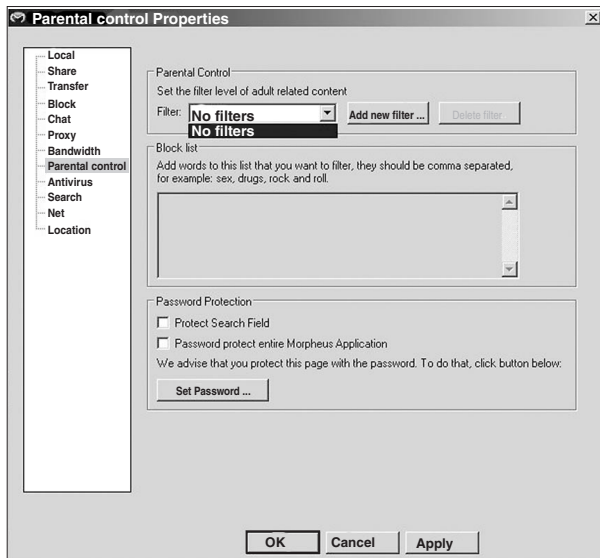 Parental control Properties
Local
Share
Transfer
Block
Chat
Proxy
Bandwidth
Parental control
Antivirus
Search
Net
Location
Parental Control
Set the filter level of adult related content
Filter: No filters Add new filter ... Delete filter
No filters
Block list
Add words to this list that you want to filter, they should be comma separated,
for example: sex, drugs, rock and roll.
Password Protection
Protect Search Field
Password protect entire Morpheus Application
We advise that you protect this page with the password. To do that, click button below:
Set Password ...
OK Cancel Apply